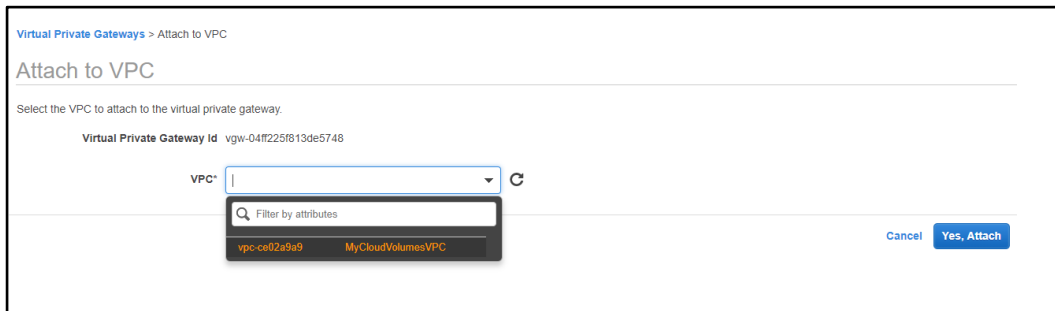 Virtual Private Gateways > Attach to VPC
Attach to VPC
Select the VPC to attach to the virtual private gateway.
Virtual Private Gateway Id vgw-04ff225f813de5748
VPC*
Filter by attributes
vpc-ce02a9a9 MyCloudVolumesVPC
Cancel Yes, Attach